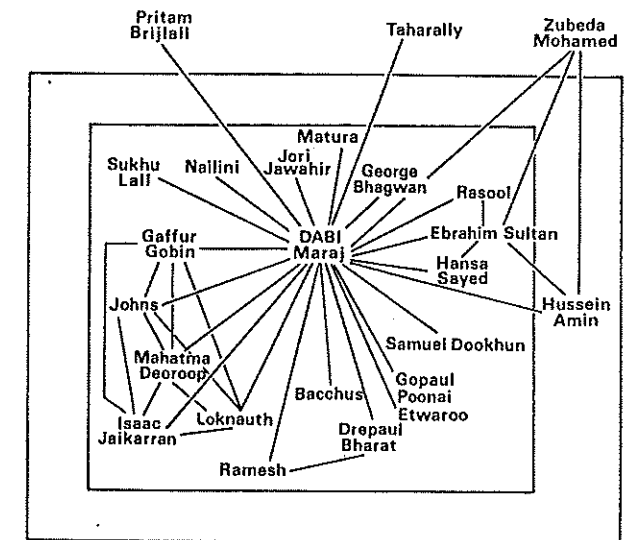 Pritam
Brijlall
Taharally
Zubeda
Mohamed
Matura
Sukhu
Lall
Nailini
Jori
Jawahir
George
Bhagwan
Rasool
Gaffur
Gobin
DABI
Maraj
Ebrahim Sultan
Hansa
Sayed
Johns
Hussein
Amin
Samuel Dookhun
Mahatma
Deoroop
Gopaul
Poonai
Etwaroo
Bacchus
Isaac
Jaikarran
Loknauth
Drepaul
Bharat
Ramesh